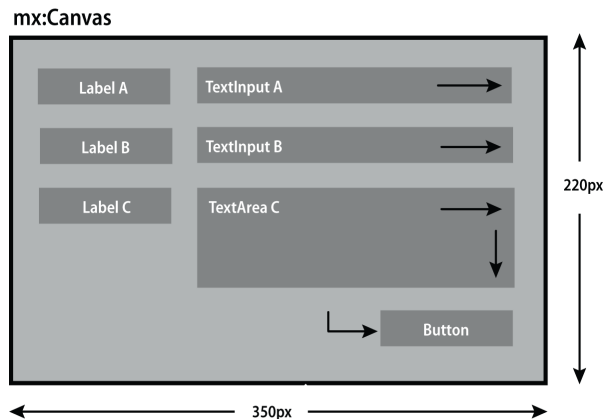 mx:Canvas
Label A
TextInput A
Label B
TextInput B
Label C
TextArea C
Button
220px
350px